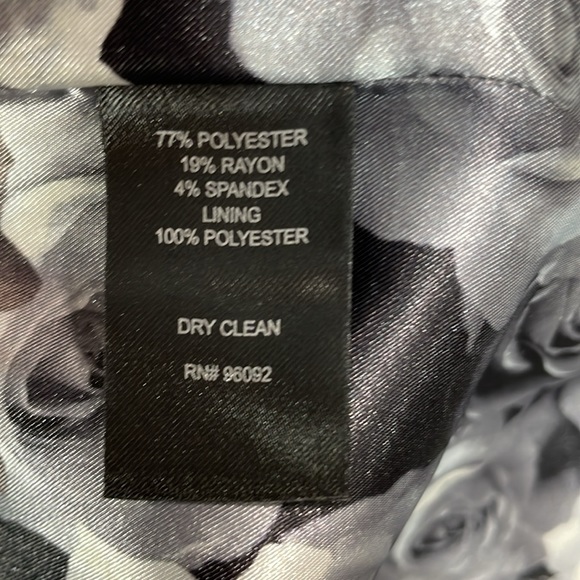 77% POLYESTER
19% RAYON
4% SPANDEX
LINING
100% POLYESTER
DRY CLEAN
RN# 96092